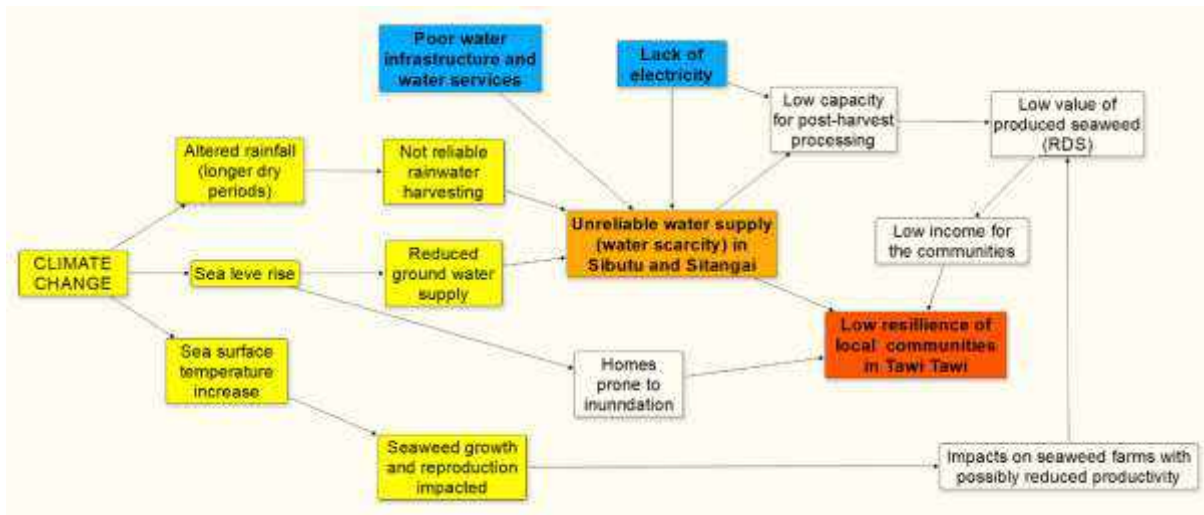 Poor water
infrastructure and
water services
Lack of
electricity
Low capacity
for post-harvest
processing
Low value of
produced seaweed
(RDS)
Altered rainfall
(longer dry
periods)
Not reliable
rainwater
harvesting
Unreliable water supply
(water scarcity) in
Sibutu and Sitangai
Low income for
the communities
CLIMATE
CHANGE
Sea leve rise
Reduced
ground water
supply
Low resillience of
local communities
in Tawi Tawi
Sea surface
temperature
increase
Homes
prone to
inunndation
Seaweed growth
and reproduction
impacted
Impacts on seaweed farms with
possibly reduced productivity